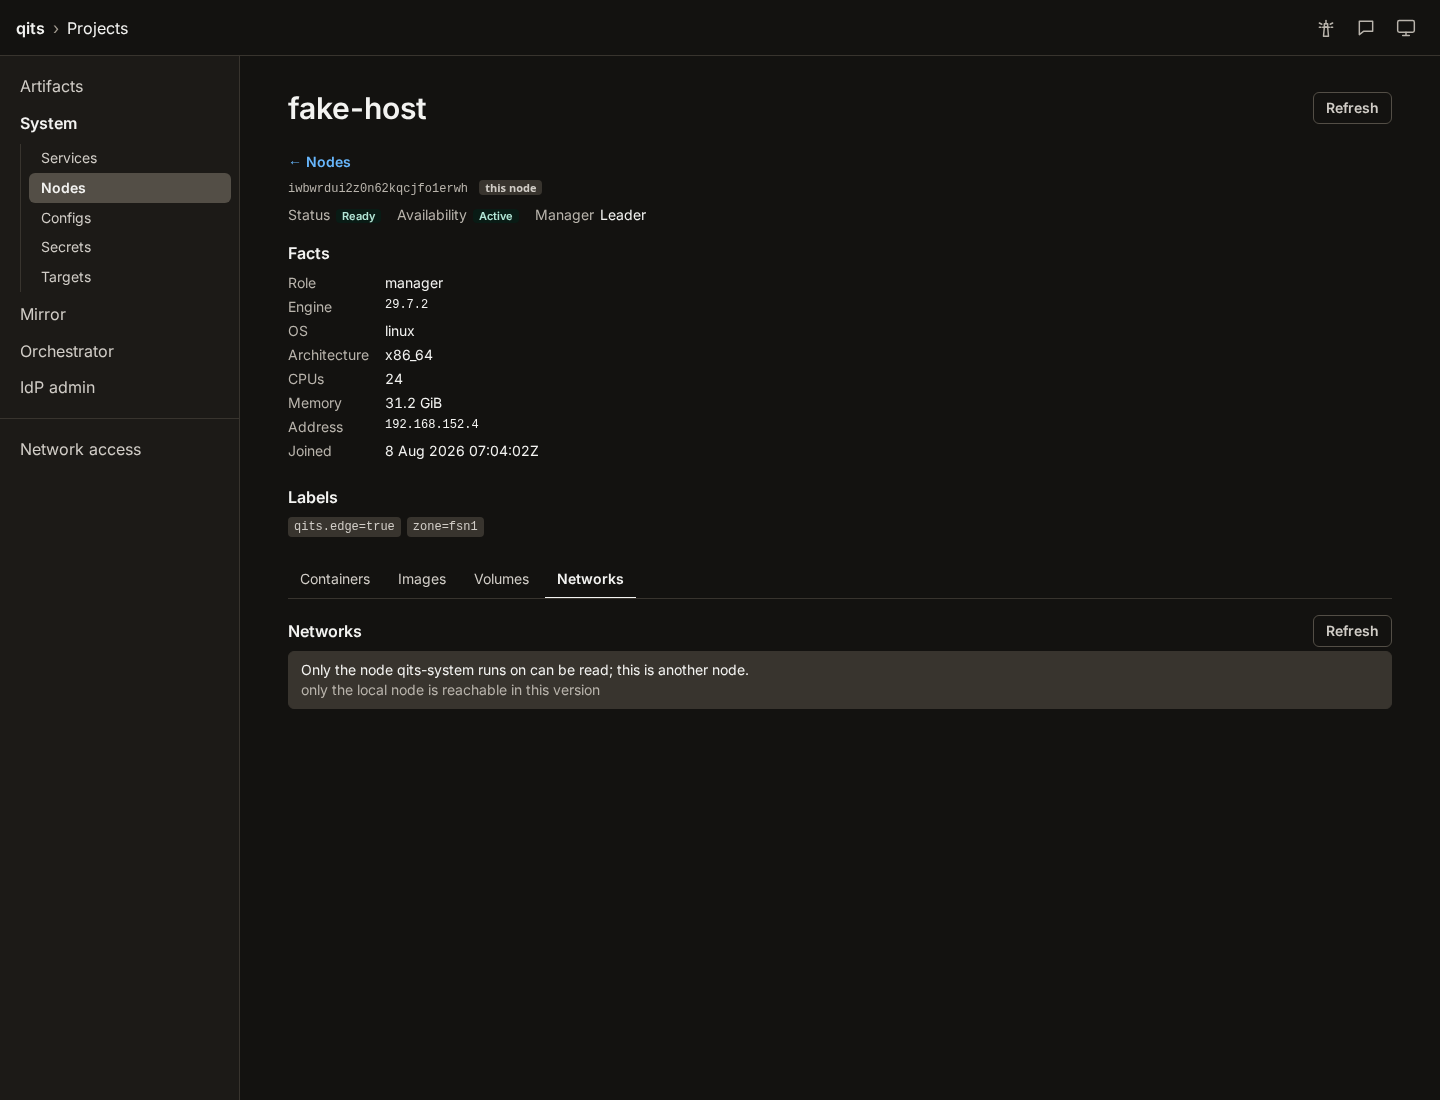 qits › Projects
Artifacts
System
Services
Nodes
Configs
Secrets
Targets
Mirror
Orchestrator
IdP admin
Network access
fake-host
Refresh
← Nodes
iwbwrdui2z0n62kqcjfo1erwh this node
Status Ready Availability Active Manager Leader
Facts
Role manager
Engine 29.7.2
OS linux
Architecture x86_64
CPUs 24
Memory 31.2 GiB
Address 192.168.152.4
Joined 8 Aug 2026 07:04:02Z
Labels
qits.edge=true zone=fsn1
Containers Images Volumes Networks
Networks
Refresh
Only the node qits-system runs on can be read; this is another node.
only the local node is reachable in this version